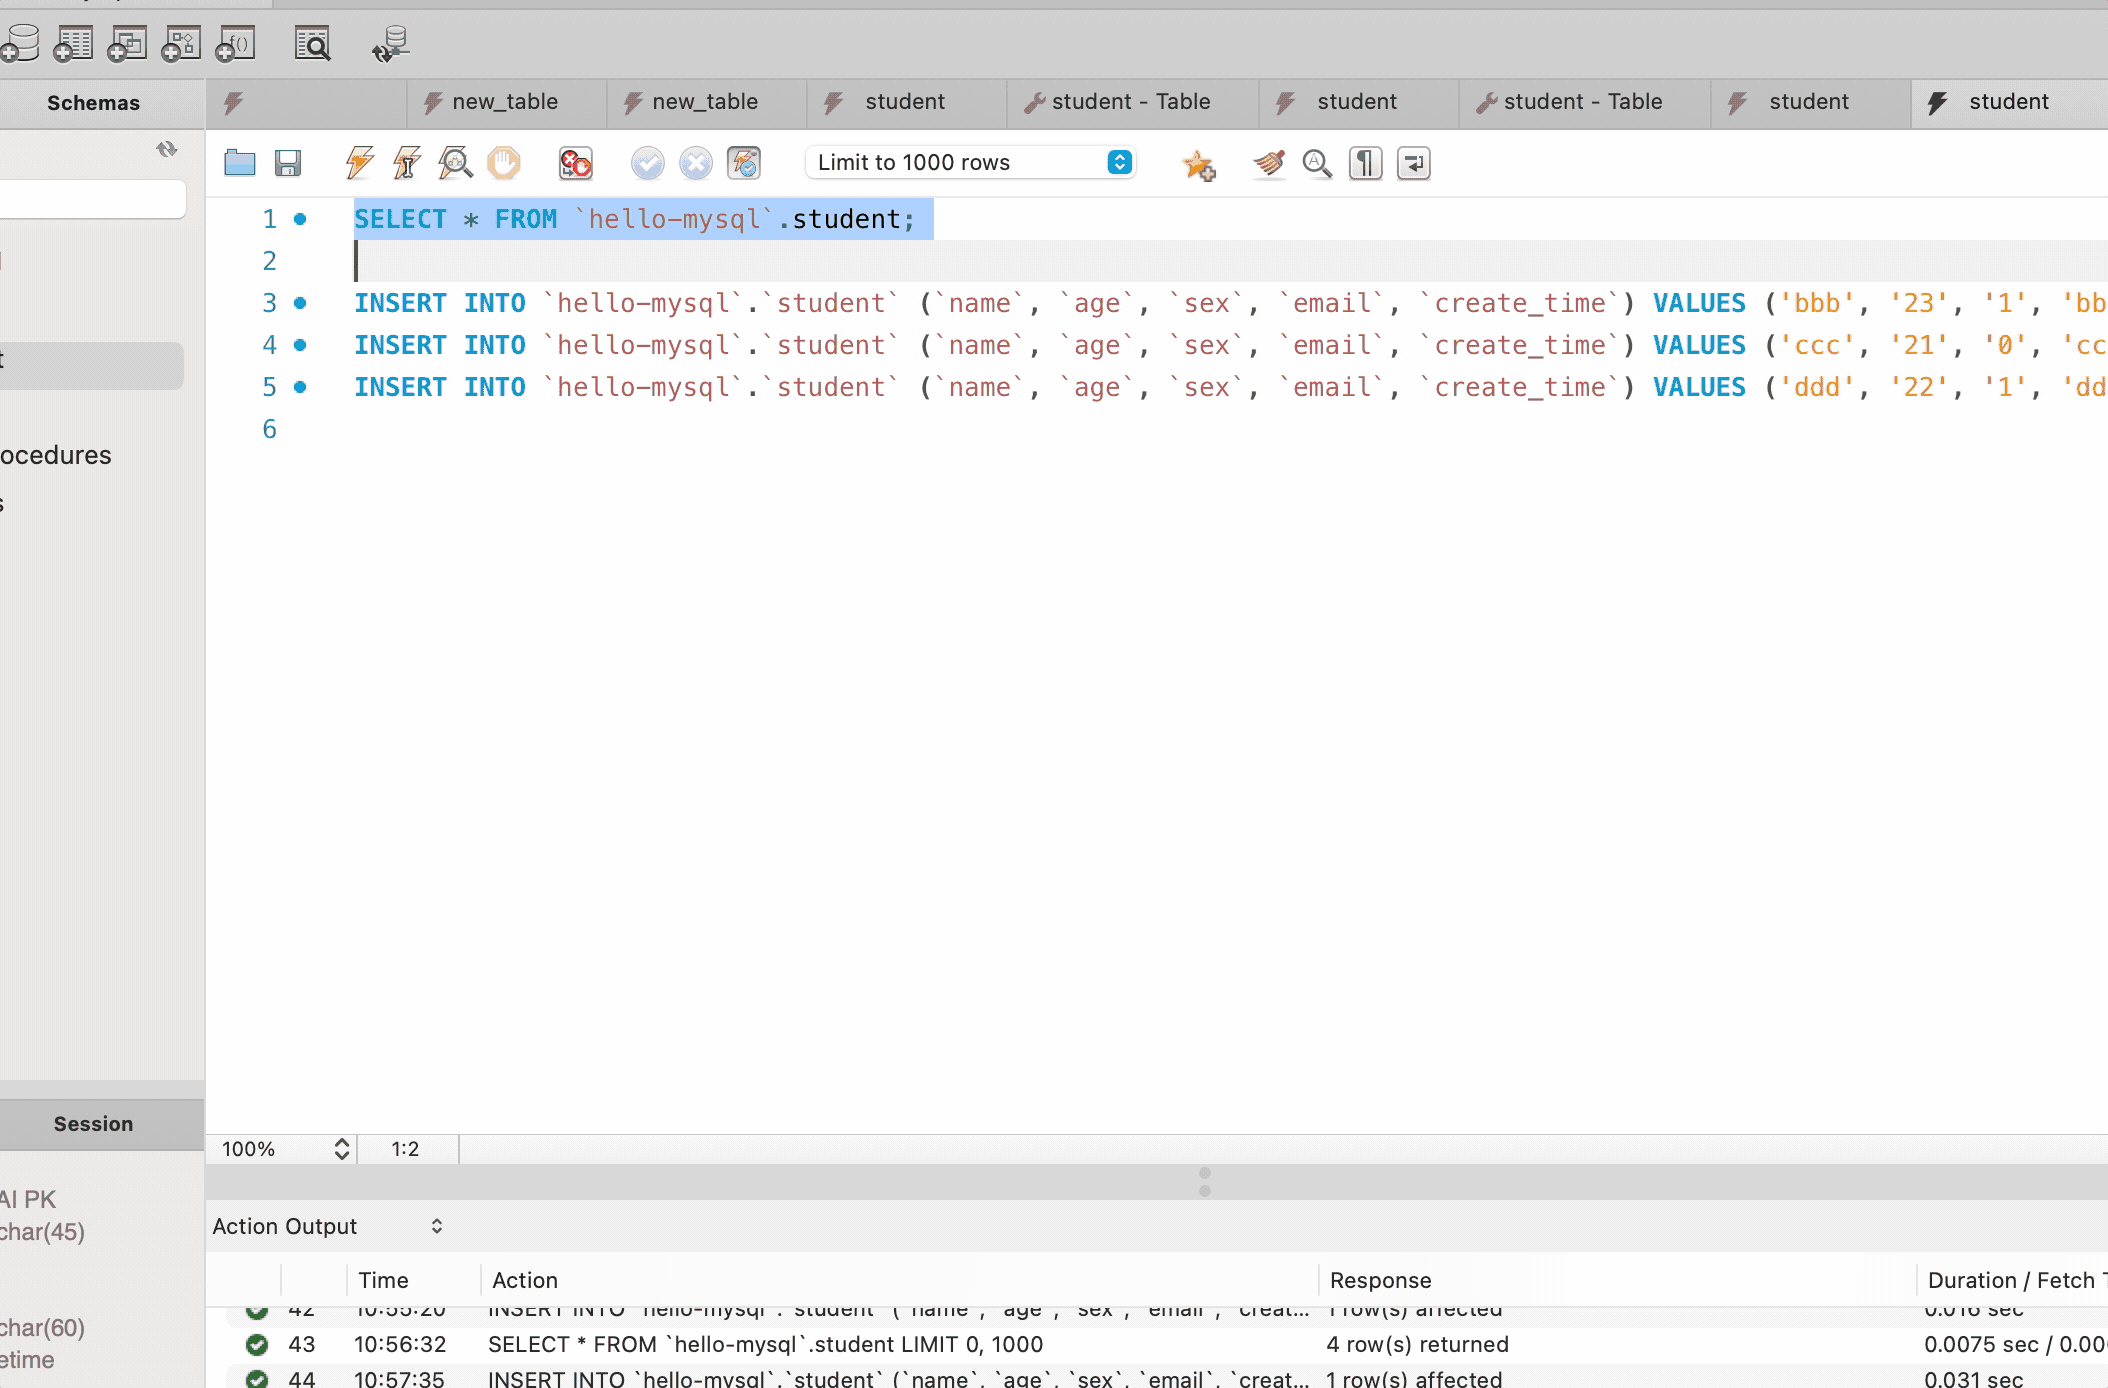 Schemas
new_table
new_table
student
student - Table
student
student - Table
student
student
Limit to 1000 rows
1 SELECT * FROM `hello-mysql`.student;
2
3 INSERT INTO `hello-mysql`.`student` (`name`, `age`, `sex`, `email`, `create_time`) VALUES ('bbb', '23', '1', 'bb
4 INSERT INTO `hello-mysql`.`student` (`name`, `age`, `sex`, `email`, `create_time`) VALUES ('ccc', '21', '0', 'cc
5 INSERT INTO `hello-mysql`.`student` (`name`, `age`, `sex`, `email`, `create_time`) VALUES ('ddd', '22', '1', 'dd
6
t
ocedures
s
Session
AI PK
char(45)
char(60)
etime
100% 1:2
Action Output
Time Action Response Duration / Fetch T
42 10:55:20 INSERT INTO `hello-mysql`.`student` (`name`, `age`, `sex`, `email`, `creat... 1 row(s) affected 0.016 sec
43 10:56:32 SELECT * FROM `hello-mysql`.student LIMIT 0, 1000 4 row(s) returned 0.0075 sec / 0.00
44 10:57:35 INSERT INTO `hello-mysql`.`student` (`name`, `age`, `sex`, `email`, `creat... 1 row(s) affected 0.031 sec